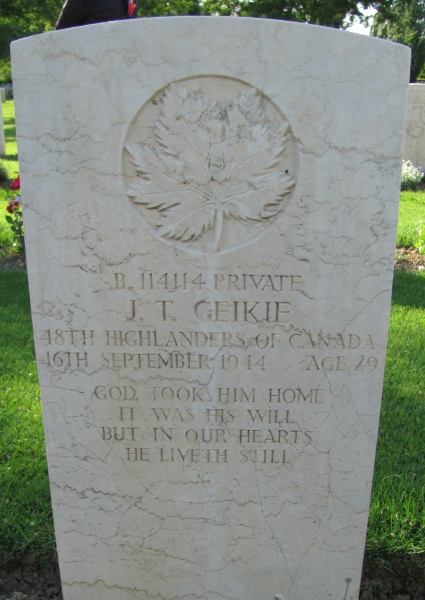 B. 114114 PRIVATE
J. T. GEIKIE
48TH HIGHLANDERS OF CANADA
16TH SEPTEMBER 1944 AGE 29
GOD TOOK HIM HOME
IT WAS HIS WILL
BUT IN OUR HEARTS
HE LIVETH STILL